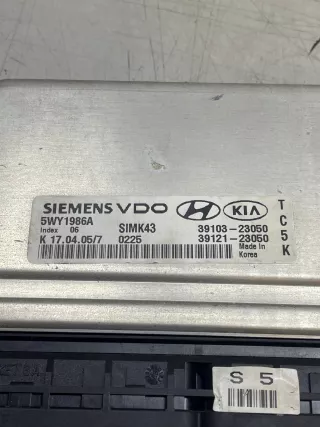 SIEMENS VDO KIA
5WY1986A
Index 06 SIMK43 39103-23050
K 17.04.05/7 0225 39121-23050
Made In
Korea
TC5K
S 5